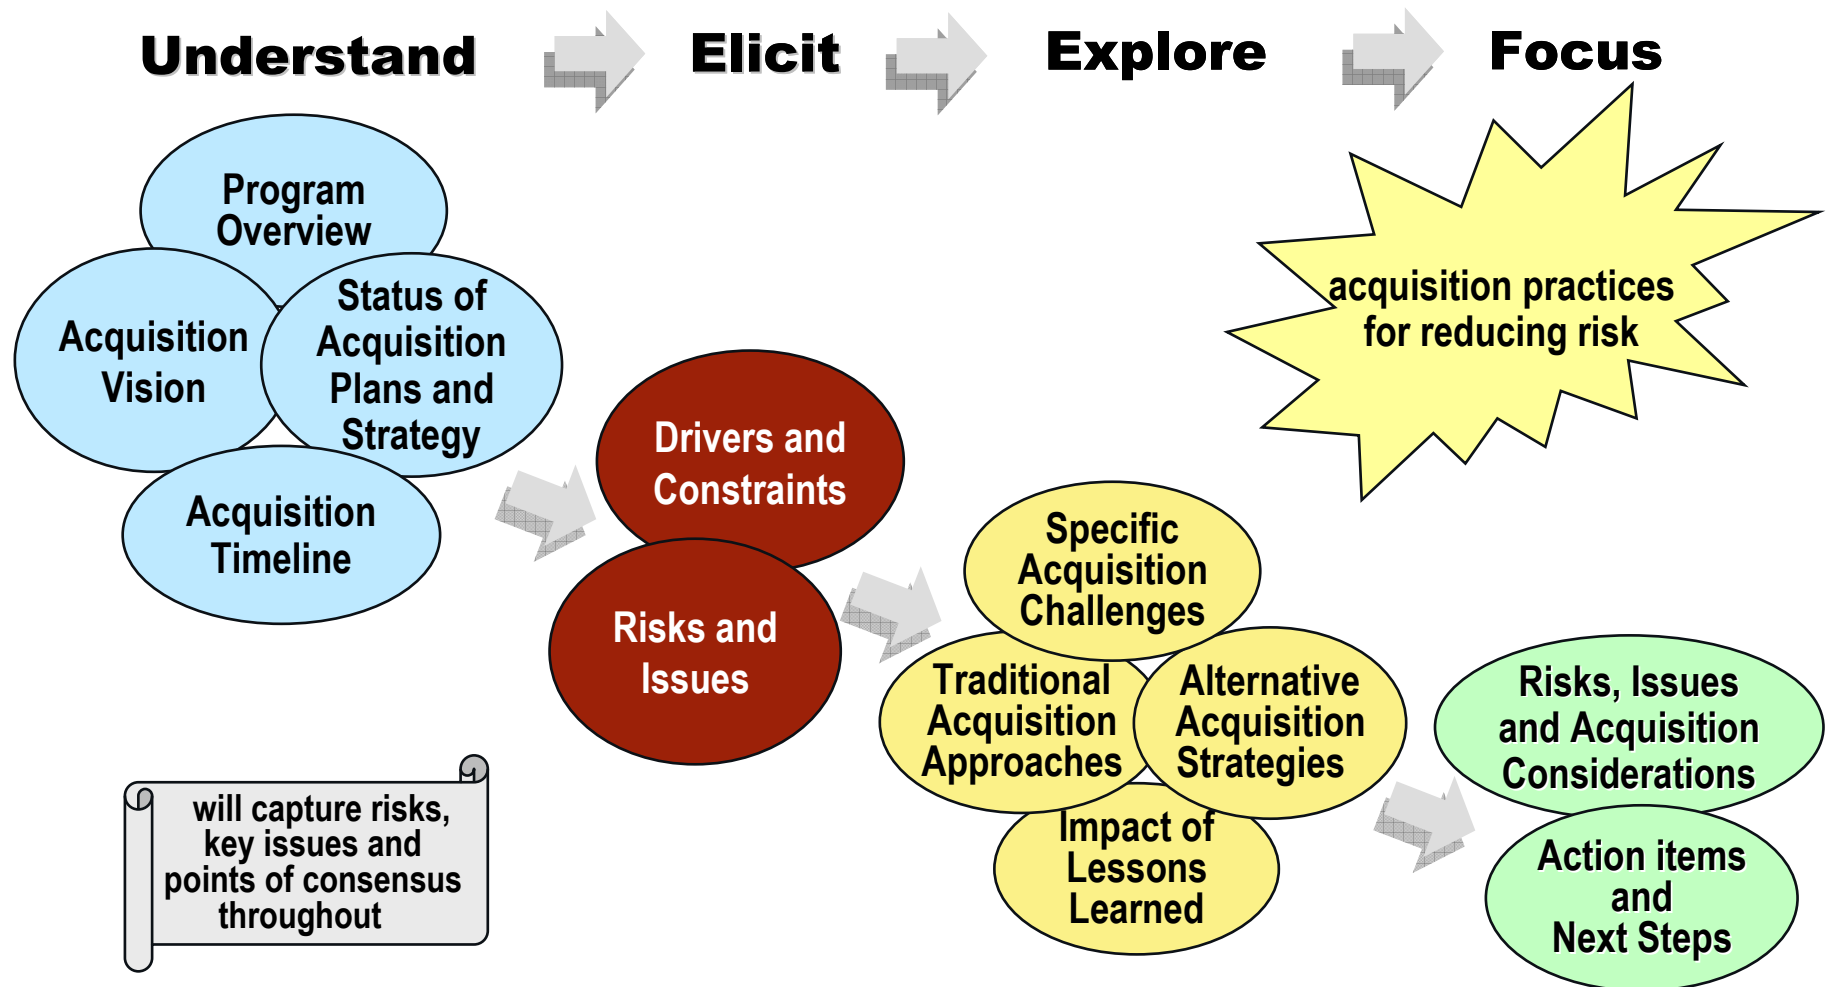 Understand
Elicit
Explore
Focus
Program
Overview
Acquisition
Vision
Status of
Acquisition
Plans and
Strategy
Acquisition
Timeline
Drivers and
Constraints
Risks and
Issues
Specific
Acquisition
Challenges
Traditional
Acquisition
Approaches
Alternative
Acquisition
Strategies
Impact of
Lessons
Learned
acquisition practices
for reducing risk
Risks, Issues
and Acquisition
Considerations
Action items
and
Next Steps
will capture risks,
key issues and
points of consensus
throughout